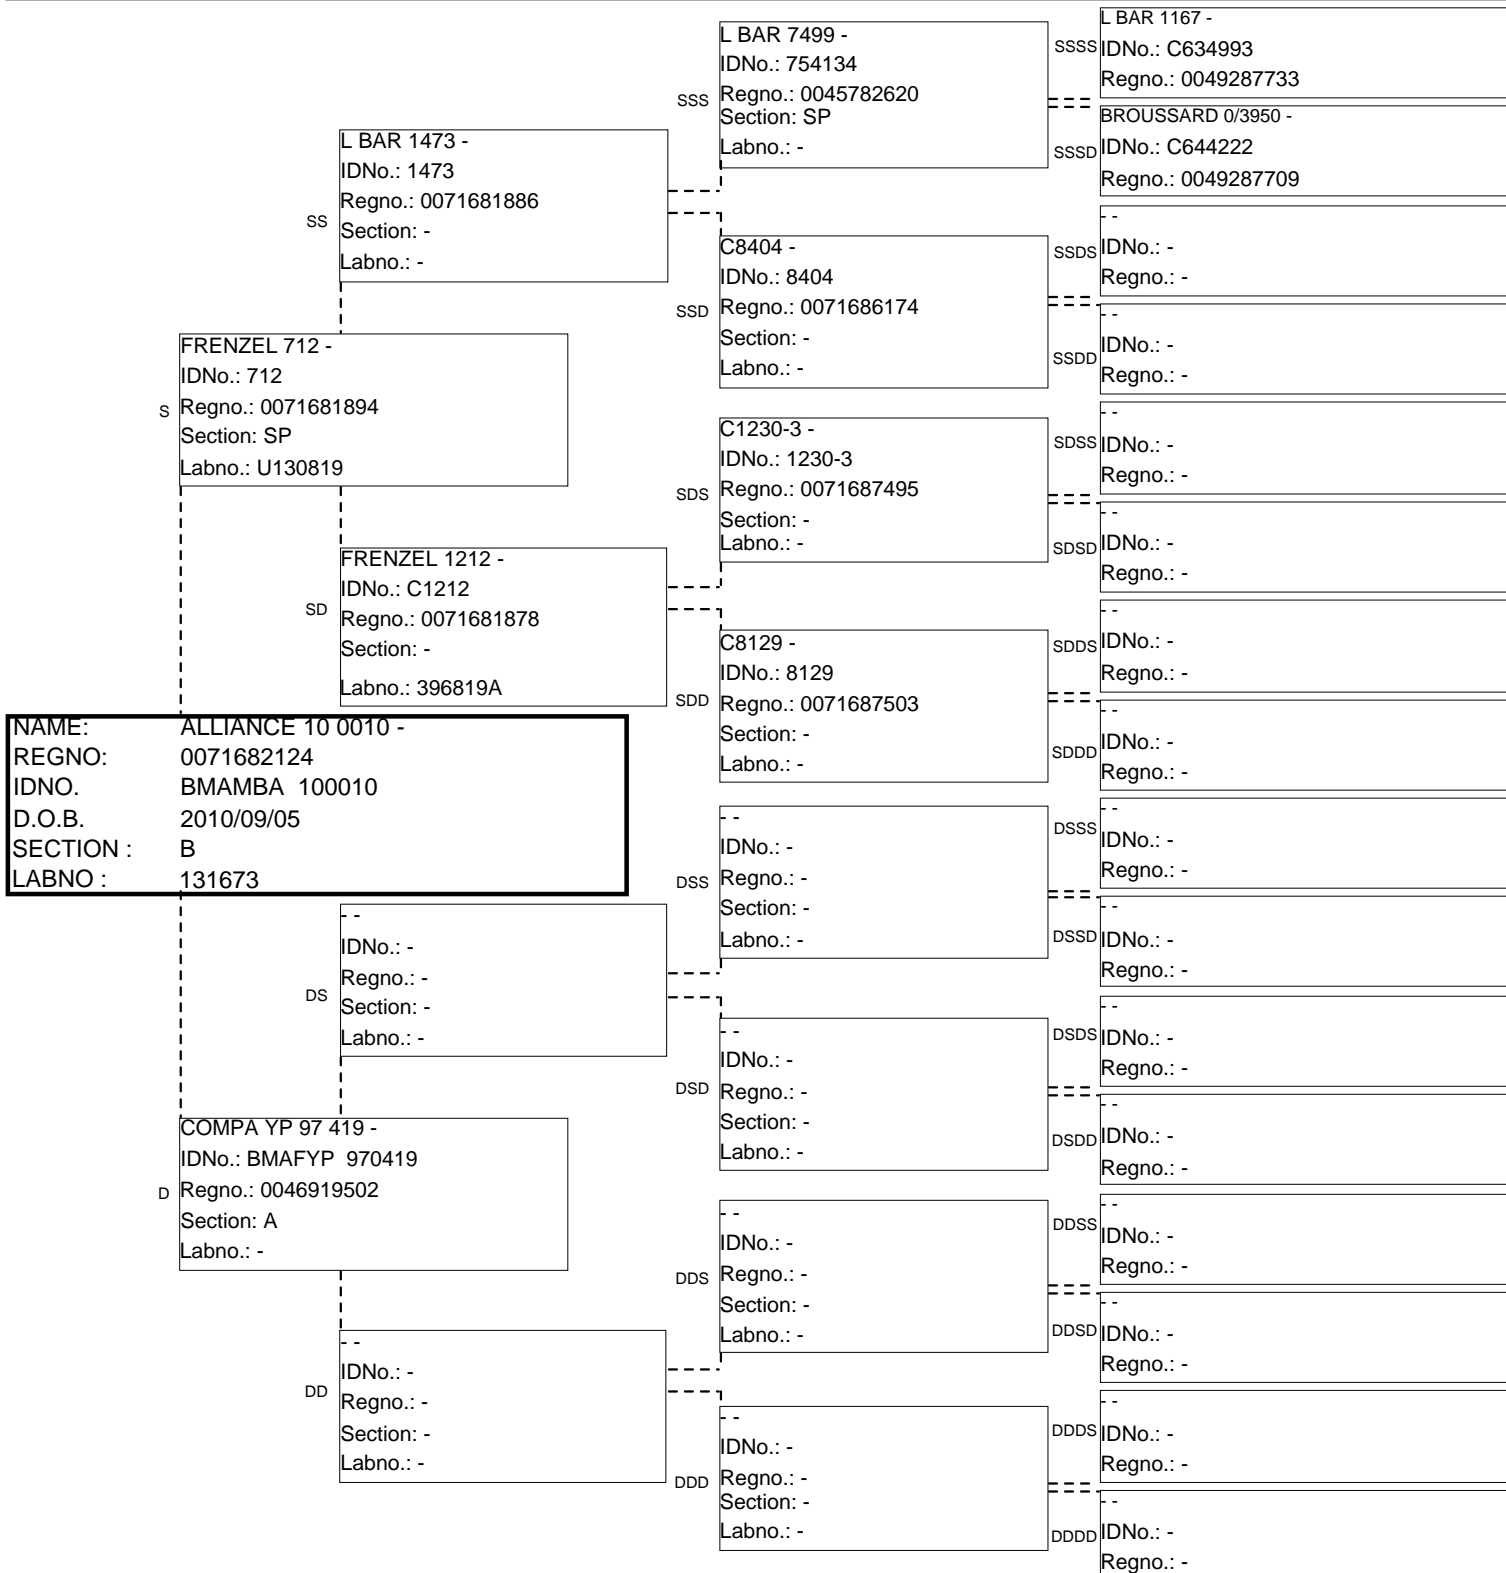 L BAR 1167 -
SSSS IDNo.: C634993
Regno.: 0049287733
BROUSSARD 0/3950 -
SSSD IDNo.: C644222
Regno.: 0049287709
L BAR 7499 -
IDNo.: 754134
SSS Regno.: 0045782620
Section: SP
Labno.: -
L BAR 1473 -
IDNo.: 1473
Regno.: 0071681886
SS Section: -
Labno.: -
- -
SSDS IDNo.: -
Regno.: -
C8404 -
IDNo.: 8404
SSD Regno.: 0071686174
Section: -
Labno.: -
- -
SSDD IDNo.: -
Regno.: -
FRENZEL 712 -
IDNo.: 712
S Regno.: 0071681894
Section: SP
Labno.: U130819
- -
SDSS IDNo.: -
Regno.: -
C1230-3 -
IDNo.: 1230-3
SDS Regno.: 0071687495
Section: -
Labno.: -
- -
SDSD IDNo.: -
Regno.: -
FRENZEL 1212 -
IDNo.: C1212
SD Regno.: 0071681878
Section: -
Labno.: 396819A
- -
SDDS IDNo.: -
Regno.: -
C8129 -
IDNo.: 8129
SDD Regno.: 0071687503
Section: -
Labno.: -
- -
SDDD IDNo.: -
Regno.: -
NAME: ALLIANCE 10 0010 -
REGNO: 0071682124
IDNO. BMAMBA  100010
D.O.B. 2010/09/05
SECTION : B
LABNO : 131673
- -
DSSS IDNo.: -
Regno.: -
- -
IDNo.: -
DSS Regno.: -
Section: -
Labno.: -
- -
DSSD IDNo.: -
Regno.: -
- -
IDNo.: -
Regno.: -
DS Section: -
Labno.: -
- -
DSDS IDNo.: -
Regno.: -
- -
IDNo.: -
DSD Regno.: -
Section: -
Labno.: -
- -
DSDD IDNo.: -
Regno.: -
COMPA YP 97 419 -
IDNo.: BMAFYP  970419
D Regno.: 0046919502
Section: A
Labno.: -
- -
DDSS IDNo.: -
Regno.: -
- -
IDNo.: -
DDS Regno.: -
Section: -
Labno.: -
- -
DDSD IDNo.: -
Regno.: -
- -
IDNo.: -
DD Regno.: -
Section: -
Labno.: -
- -
DDDS IDNo.: -
Regno.: -
- -
IDNo.: -
DDD Regno.: -
Section: -
Labno.: -
- -
DDDD IDNo.: -
Regno.: -